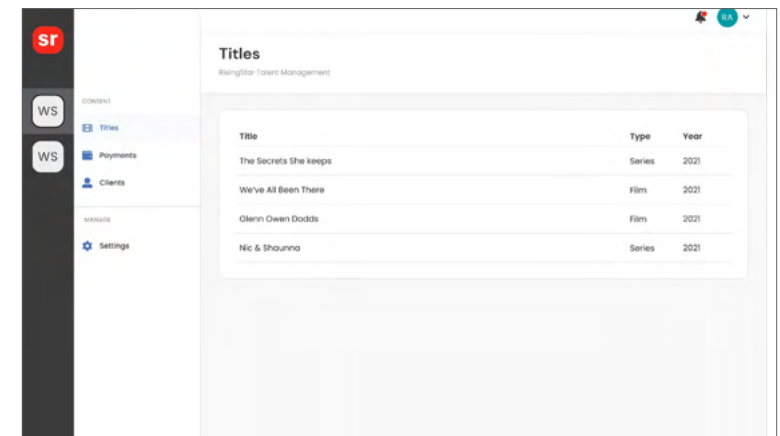 sr
RA
Titles
RisingStar Talent Management
WS
WS
CONTENT
Titles
Payments
Clients
MANAGE
Settings
Title Type Year
The Secrets She keeps Series 2021
We've All Been There Film 2021
Glenn Owen Dodds Film 2021
Nic & Shaunna Series 2021